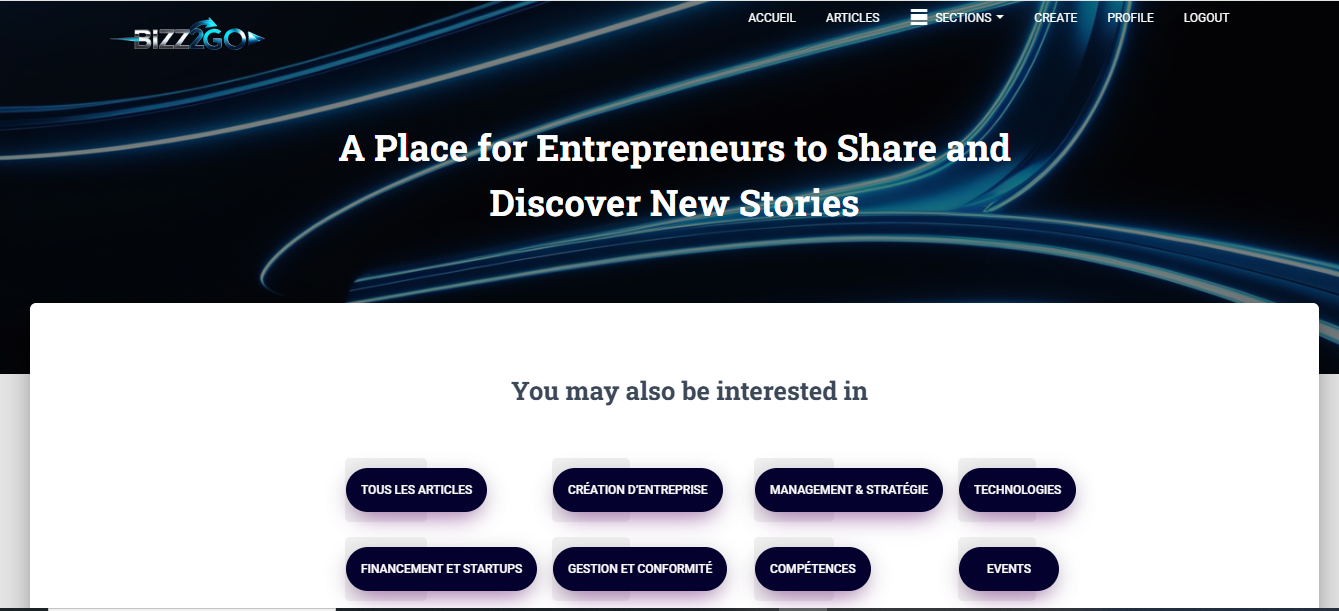 BIZZ2GO
ACCUEIL ARTICLES SECTIONS CREATE PROFILE LOGOUT
A Place for Entrepreneurs to Share and
Discover New Stories
You may also be interested in
TOUS LES ARTICLES CRÉATION D'ENTREPRISE MANAGEMENT & STRATÉGIE TECHNOLOGIES
FINANCEMENT ET STARTUPS GESTION ET CONFORMITÉ COMPÉTENCES EVENTS